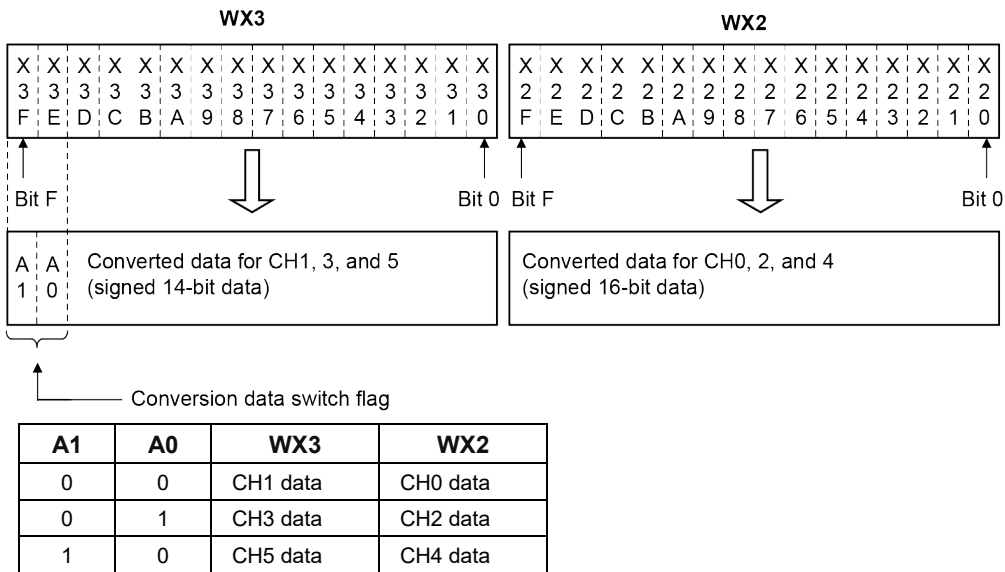 WX3 WX2
X X X X X X X X X X X X X X X X X X X X X X X X X X X X X X X X
3 3 3 3 3 3 3 3 3 3 3 3 3 3 3 3 2 2 2 2 2 2 2 2 2 2 2 2 2 2 2 2
F E D C B A 9 8 7 6 5 4 3 2 1 0 F E D C B A 9 8 7 6 5 4 3 2 1 0
Bit F Bit 0 Bit F Bit 0
A A
1 0
Converted data for CH1, 3, and 5
(signed 14-bit data)
Converted data for CH0, 2, and 4
(signed 16-bit data)
Conversion data switch flag
A1 A0 WX3 WX2
0 0 CH1 data CH0 data
0 1 CH3 data CH2 data
1 0 CH5 data CH4 data